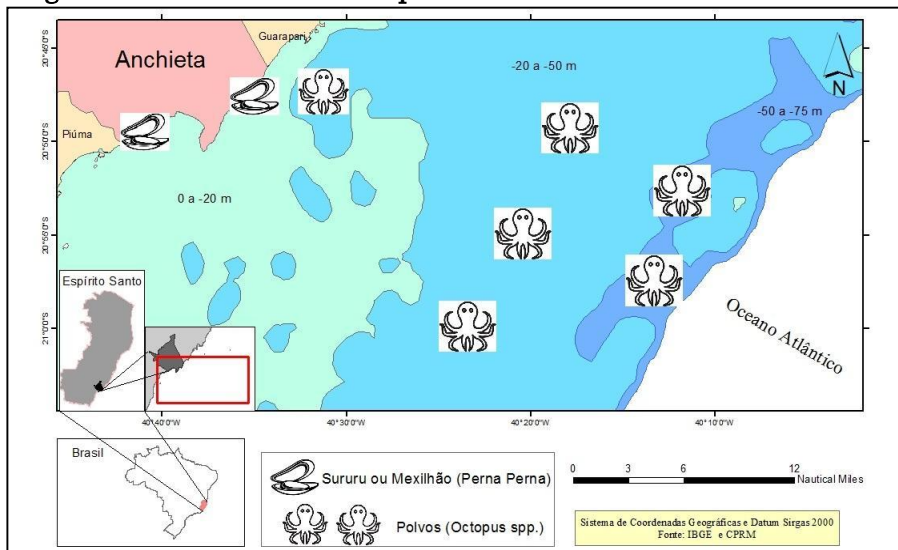 Guarapari
Anchieta
Piúma
-20 a -50 m
-50 a -75 m
N
0 a -20 m
Oceano Atlântico
20°45'0"S
20°50'0"S
20°55'0"S
21°0'0"S
Espírito Santo
40°40'0"W
40°30'0"W
40°20'0"W
40°10'0"W
Brasil
Sururu ou Mexilhão (Perna Perna)
Polvos (Octopus spp.)
0 3 6 12
Nautical Miles
Sistema de Coordenadas Geográficas e Datum Sirgas 2000
Fonte: IBGE e CPRM